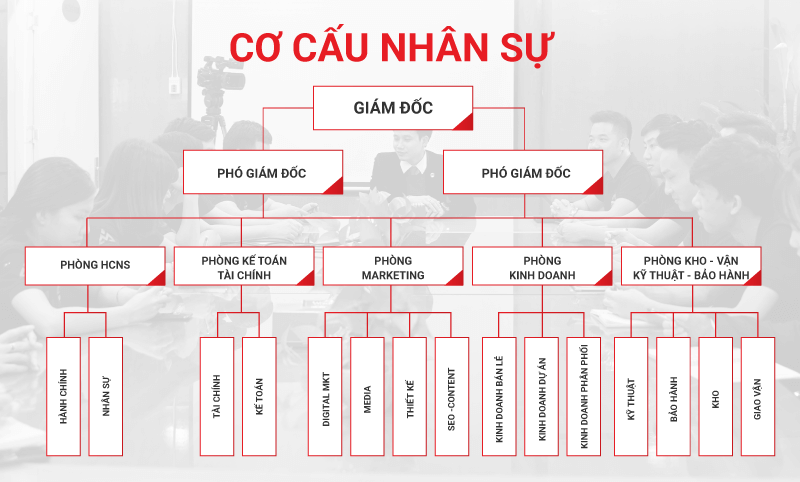 CƠ CẤU NHÂN SỰ
GIÁM ĐỐC
PHÓ GIÁM ĐỐC
PHÓ GIÁM ĐỐC
PHÒNG HCNS
PHÒNG KẾ TOÁN
TÀI CHÍNH
PHÒNG
MARKETING
PHÒNG
KINH DOANH
PHÒNG KHO - VẬN
KỸ THUẬT - BẢO HÀNH
HÀNH CHÍNH
NHÂN SỰ
TÀI CHÍNH
KẾ TOÁN
DIGITAL MKT
MEDIA
THIẾT KẾ
SEO -CONTENT
KINH DOANH BÁN LẺ
KINH DOANH DỰ ÁN
KINH DOANH PHÂN PHỐI
KỸ THUẬT
BẢO HÀNH
KHO
GIAO VẬN